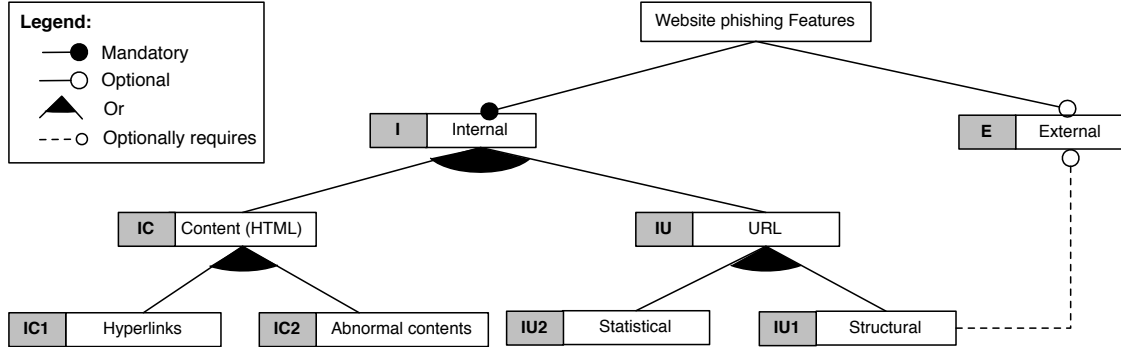 Legend:
Mandatory
Optional
Or
Optionally requires
Website phishing Features
I Internal
E External
IC Content (HTML)
IU URL
IC1 Hyperlinks
IC2 Abnormal contents
IU2 Statistical
IU1 Structural